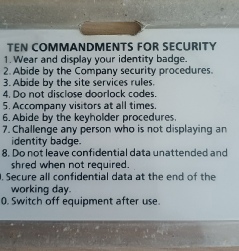 TEN COMMANDMENTS FOR SECURITY
1. Wear and display your identity badge.
2. Abide by the Company security procedures.
3. Abide by the site services rules.
4. Do not disclose doorlock codes.
5. Accompany visitors at all times.
6. Abide by the keyholder procedures.
7. Challenge any person who is not displaying an
identity badge.
8. Do not leave confidential data unattended and
shred when not required.
. Secure all confidential data at the end of the
working day.
0. Switch off equipment after use.